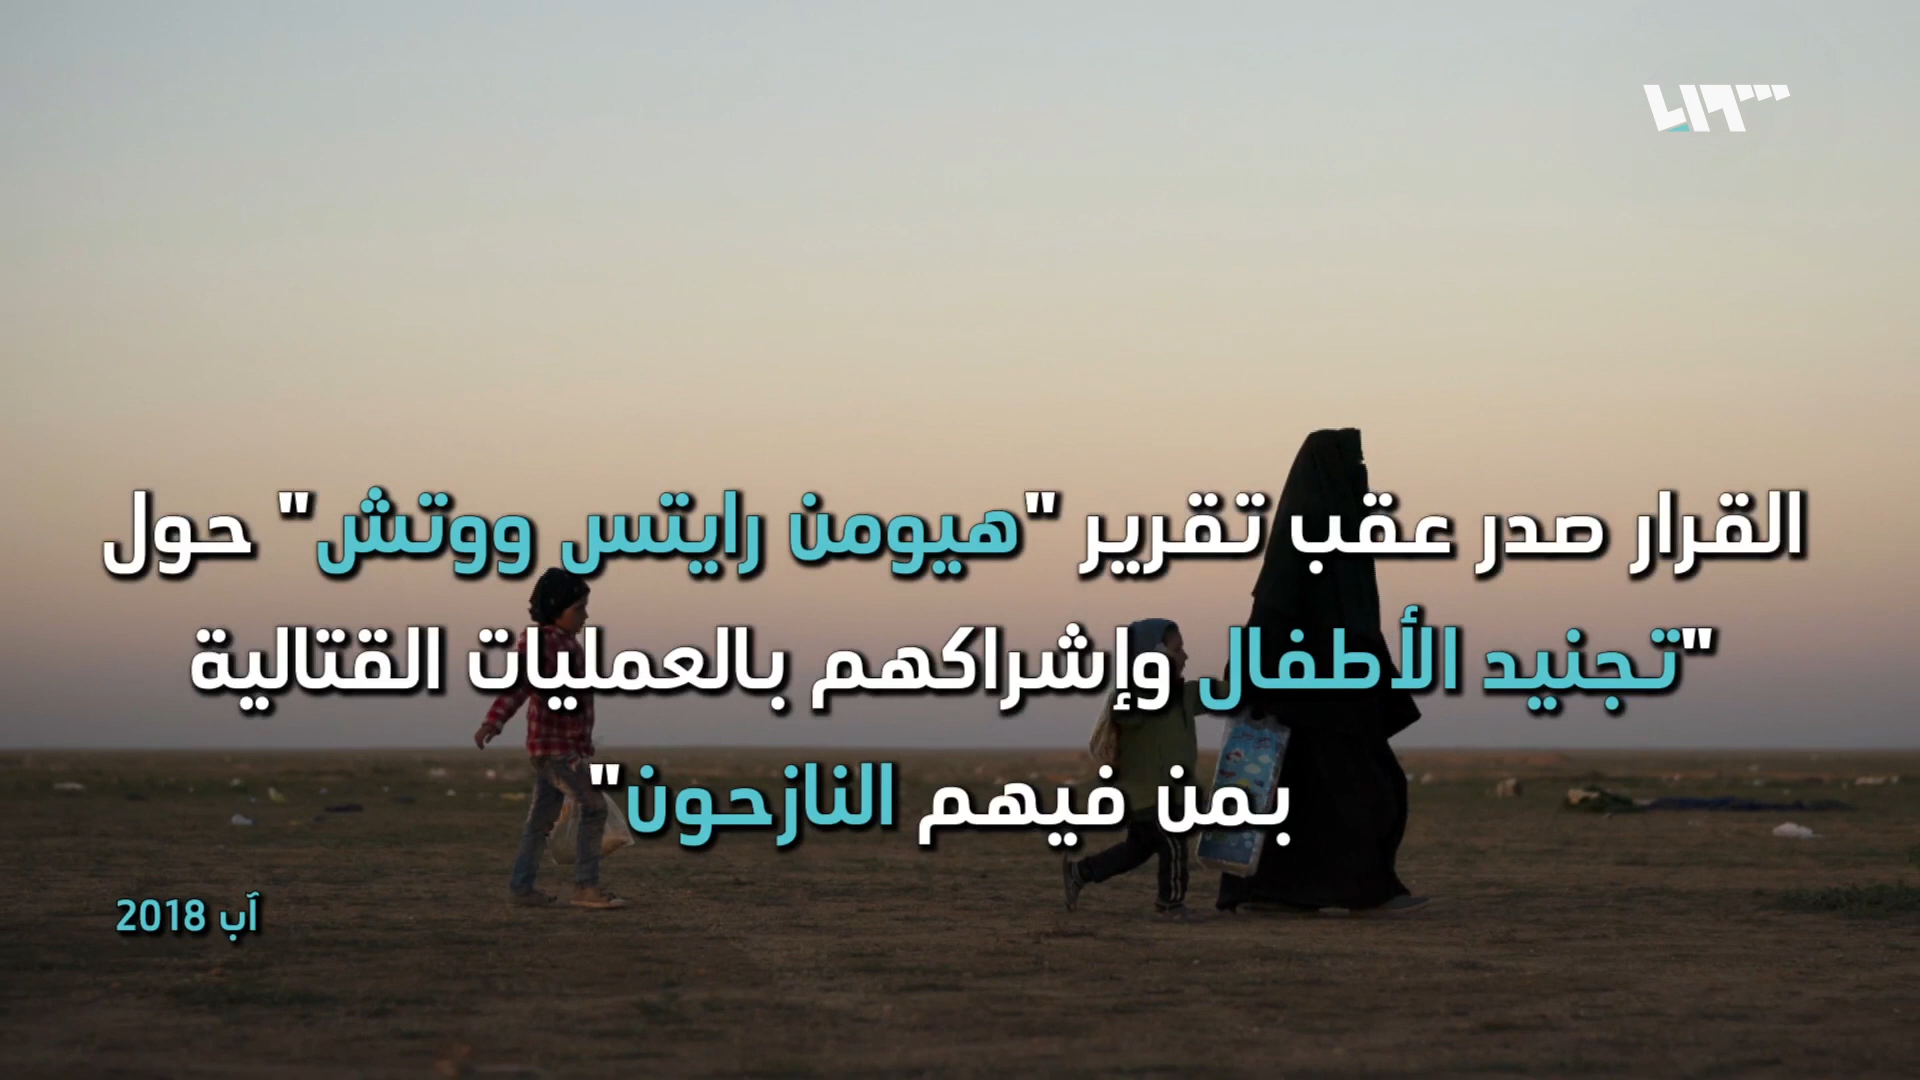 القرار صدر عقب تقرير "هيومن رايتس ووتش" حول
"تجنيد الأطفال وإشراكهم بالعمليات القتالية
بمن فيهم النازحون"
آب 2018